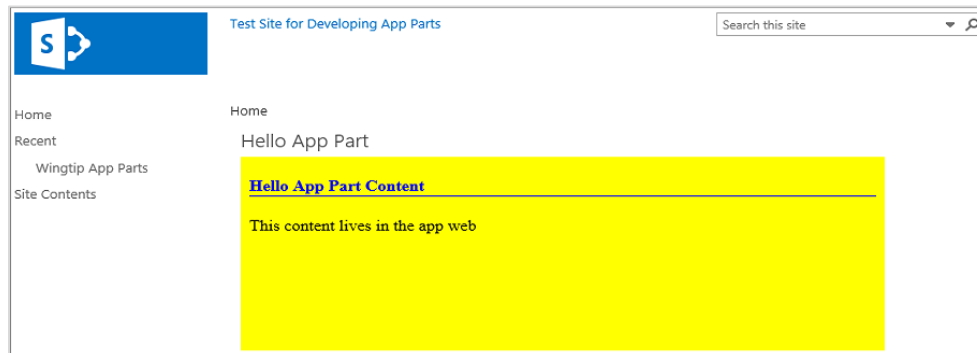 S
Test Site for Developing App Parts
Search this site
Home
Recent
Wingtip App Parts
Site Contents
Home
Hello App Part
Hello App Part Content
This content lives in the app web